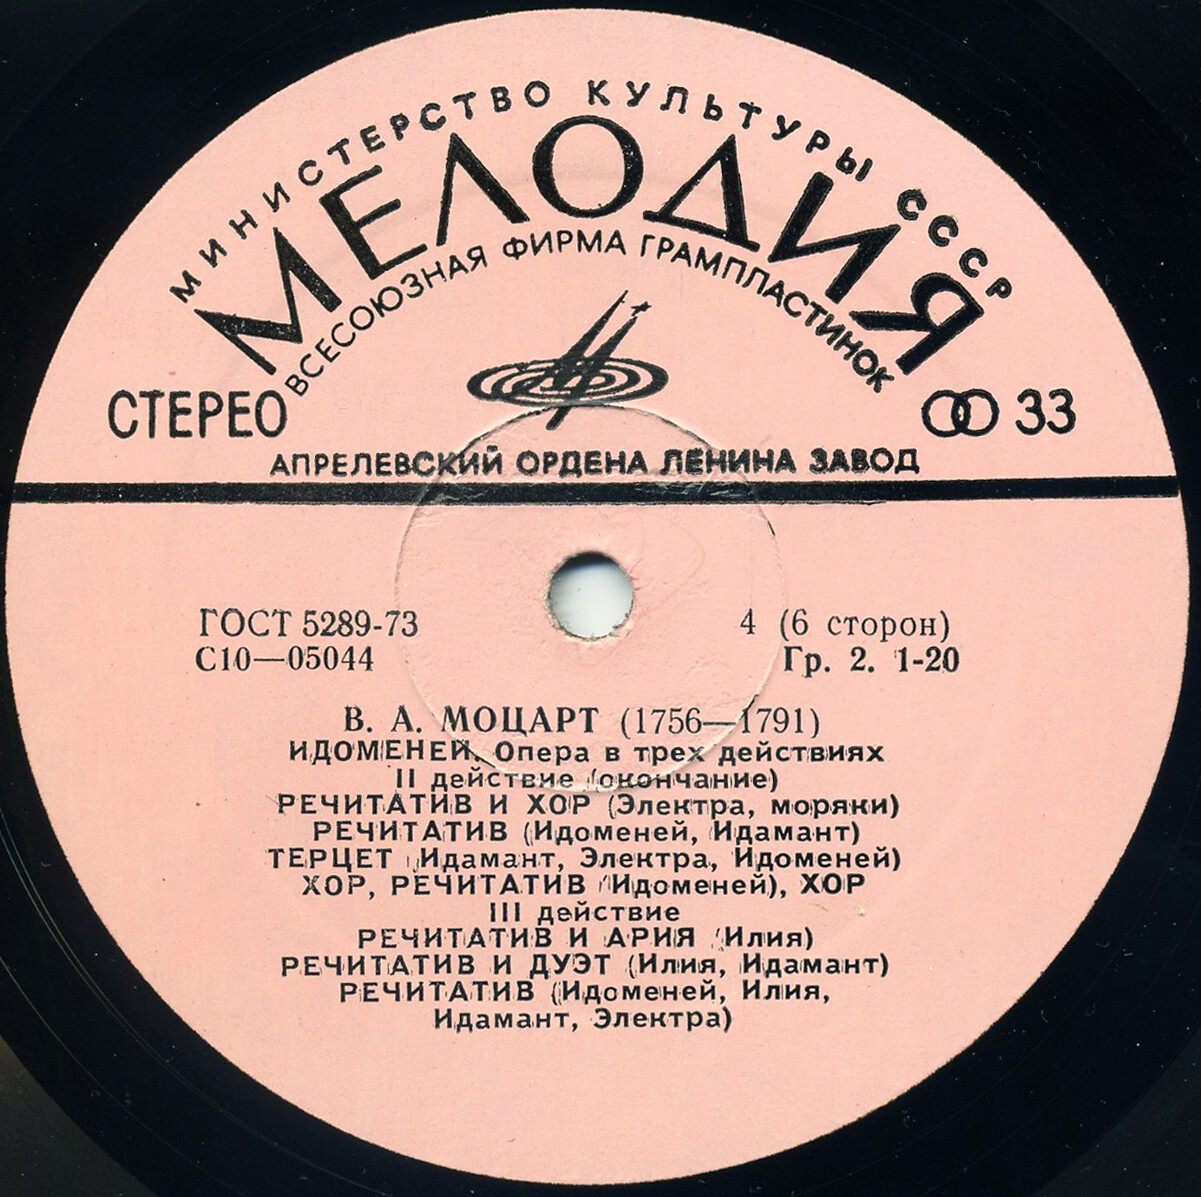 МИНИСТЕРСТВО КУЛЬТУРЫ СССР
МЕЛОДИЯ
ВСЕСОЮЗНАЯ ФИРМА ГРАМПЛАСТИНОК
СТЕРЕО
33
АПРЕЛЕВСКИЙ ОРДЕНА ЛЕНИНА ЗАВОД
ГОСТ 5289-73
4 (6 сторон)
С10—05044
Гр. 2. 1-20
В. А. МОЦАРТ (1756—1791)
ИДОМЕНЕЙ. Опера в трех действиях
II действие (окончание)
РЕЧИТАТИВ И ХОР (Электра, моряки)
РЕЧИТАТИВ (Идоменей, Идамант)
ТЕРЦЕТ (Идамант, Электра, Идоменей)
ХОР, РЕЧИТАТИВ (Идоменей), ХОР
III действие
РЕЧИТАТИВ И АРИЯ (Илия)
РЕЧИТАТИВ И ДУЭТ (Илия, Идамант)
РЕЧИТАТИВ (Идоменей, Илия,
Идамант, Электра)